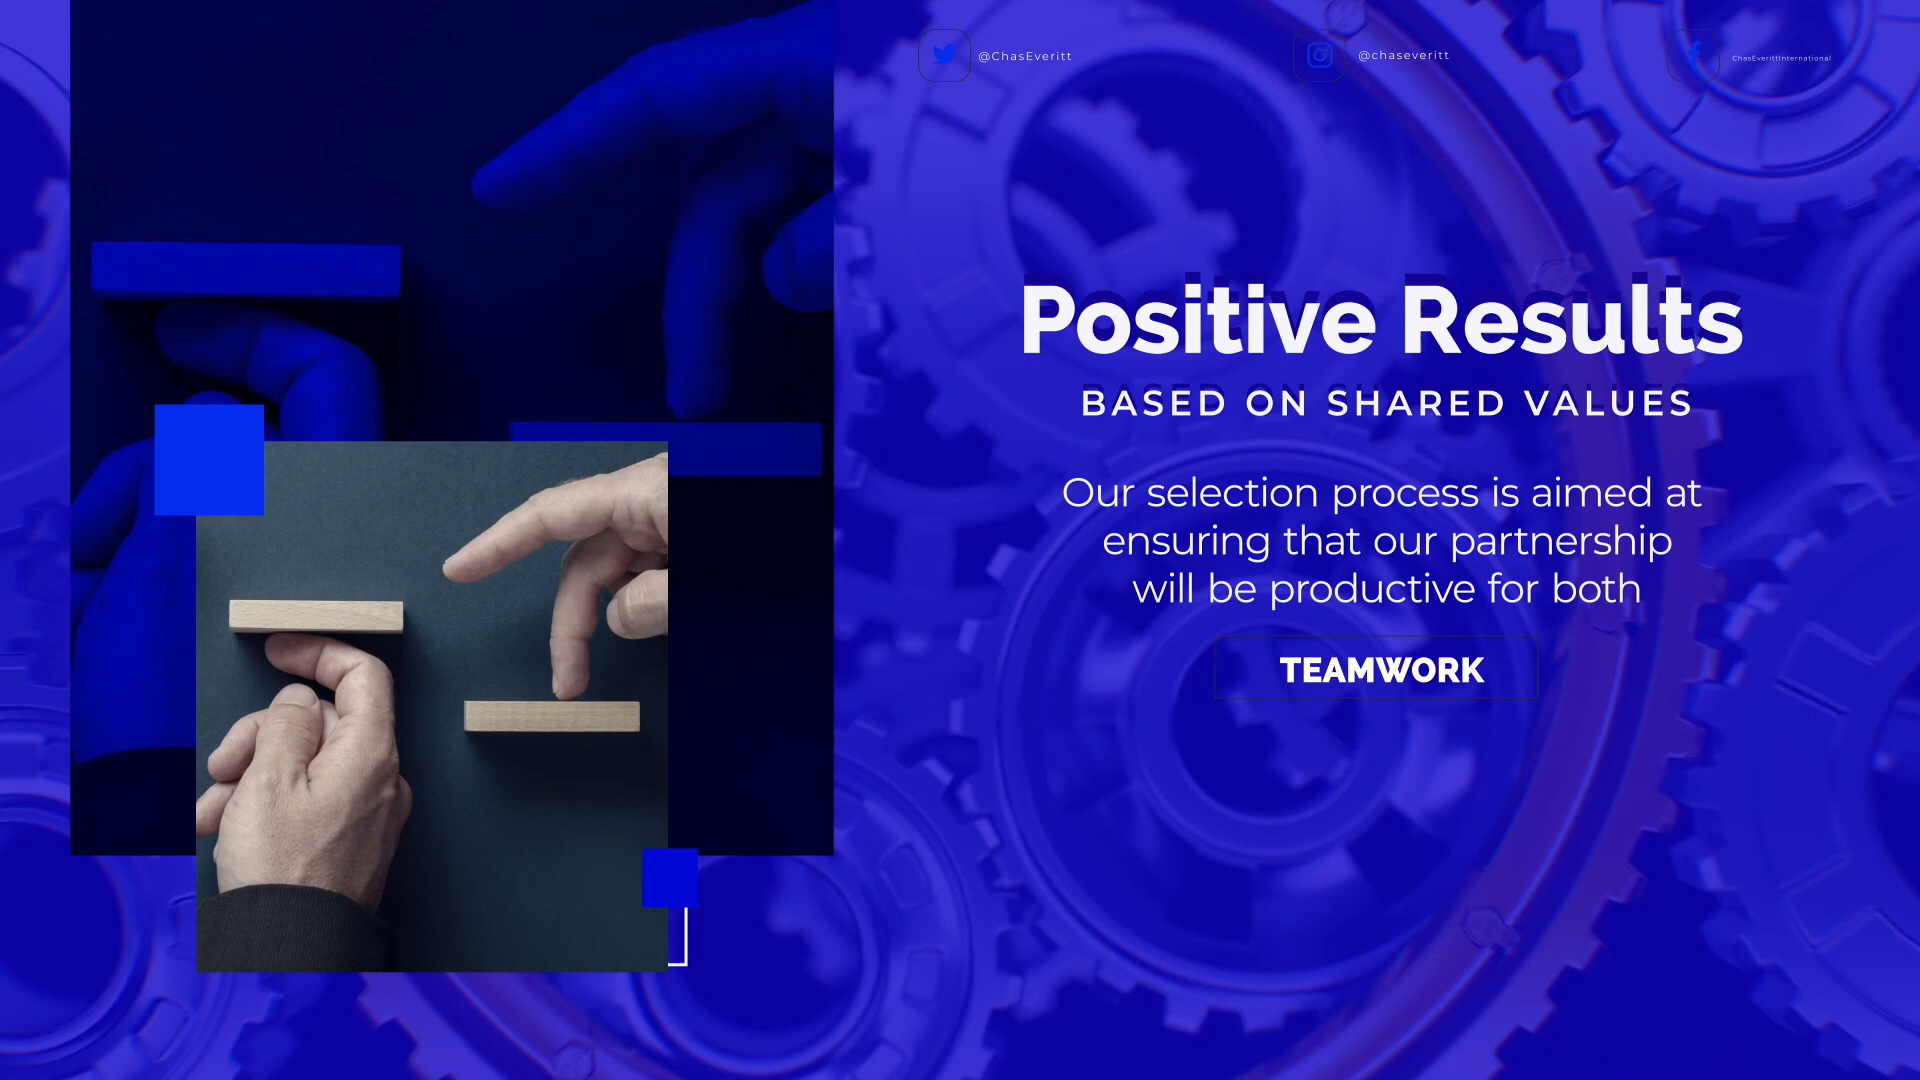 @ChasEveritt
@chaseveritt
ChasEverittInternational
Positive Results
BASED ON SHARED VALUES
Our selection process is aimed at
ensuring that our partnership
will be productive for both
TEAMWORK